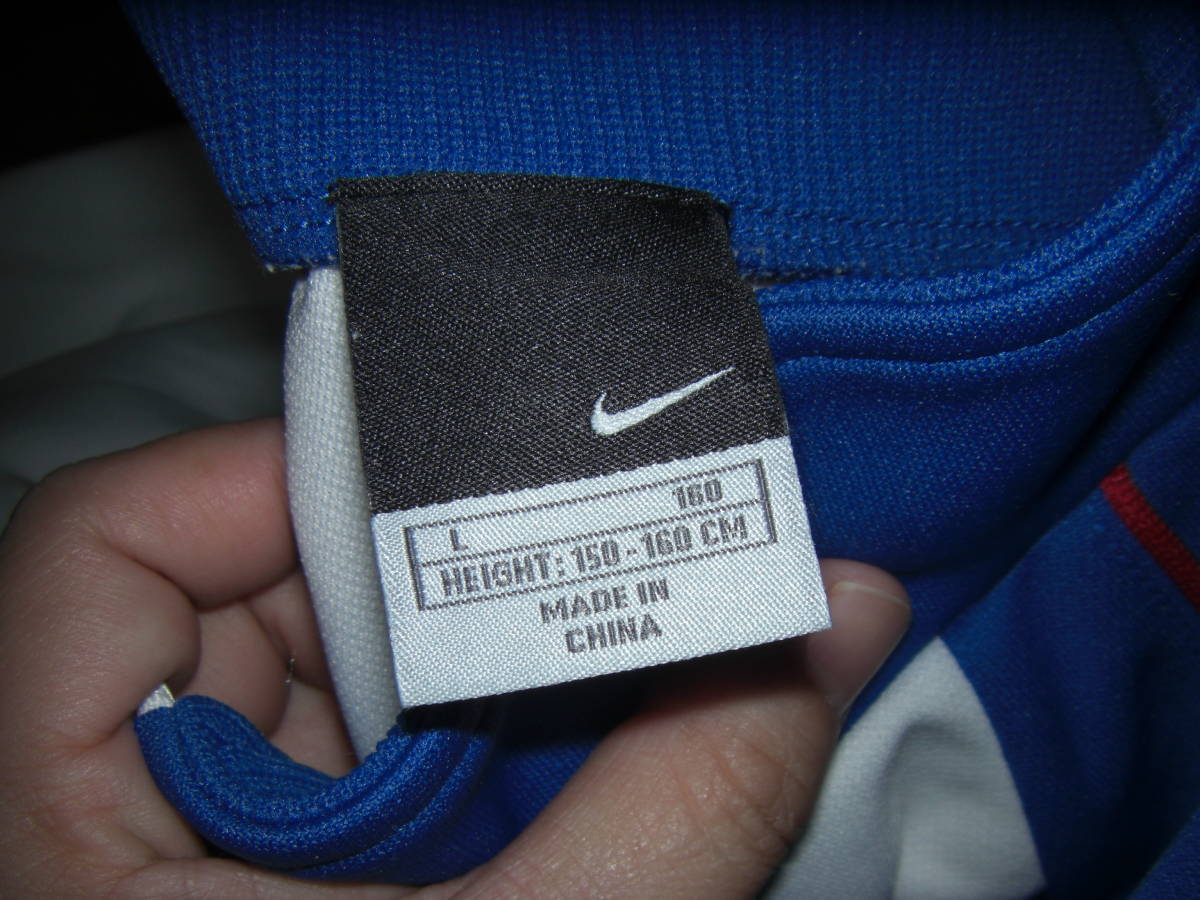 L 160
HEIGHT: 150 - 160 CM
MADE IN
CHINA